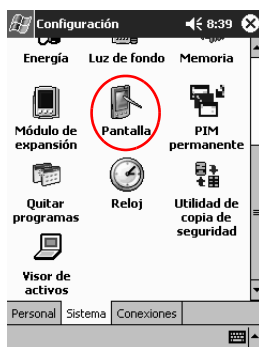 Configuración 8:39
Energía Luz de fondo Memoria
Módulo de Pantalla PIM
expansión permanente
Quitar Reloj Utilidad de
programas copia de
seguridad
Visor de
activos
Personal Sistema Conexiones